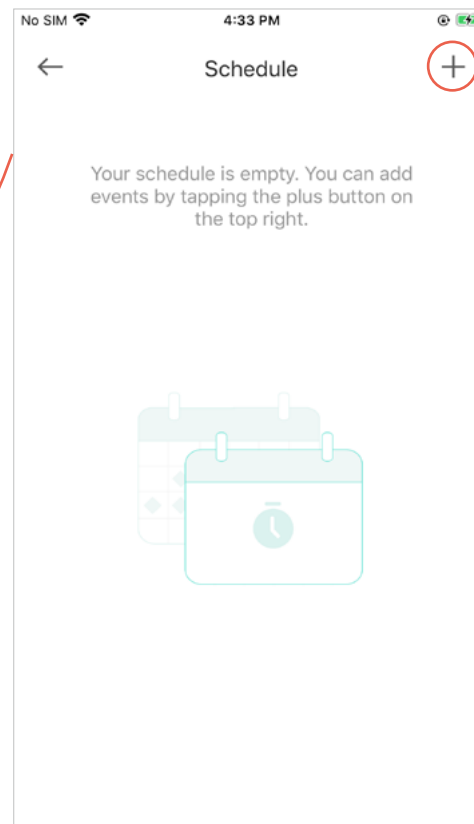 No SIM 4:33 PM
Schedule
Your schedule is empty. You can add
events by tapping the plus button on
the top right.